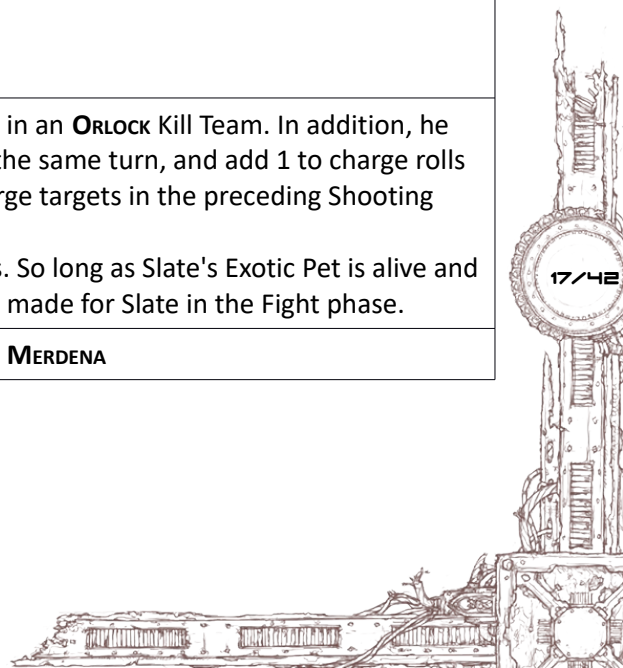 in an ORLOCK Kill Team. In addition, he
the same turn, and add 1 to charge rolls
rge targets in the preceding Shooting
s. So long as Slate's Exotic Pet is alive and
made for Slate in the Fight phase.
MERDENA
17/42